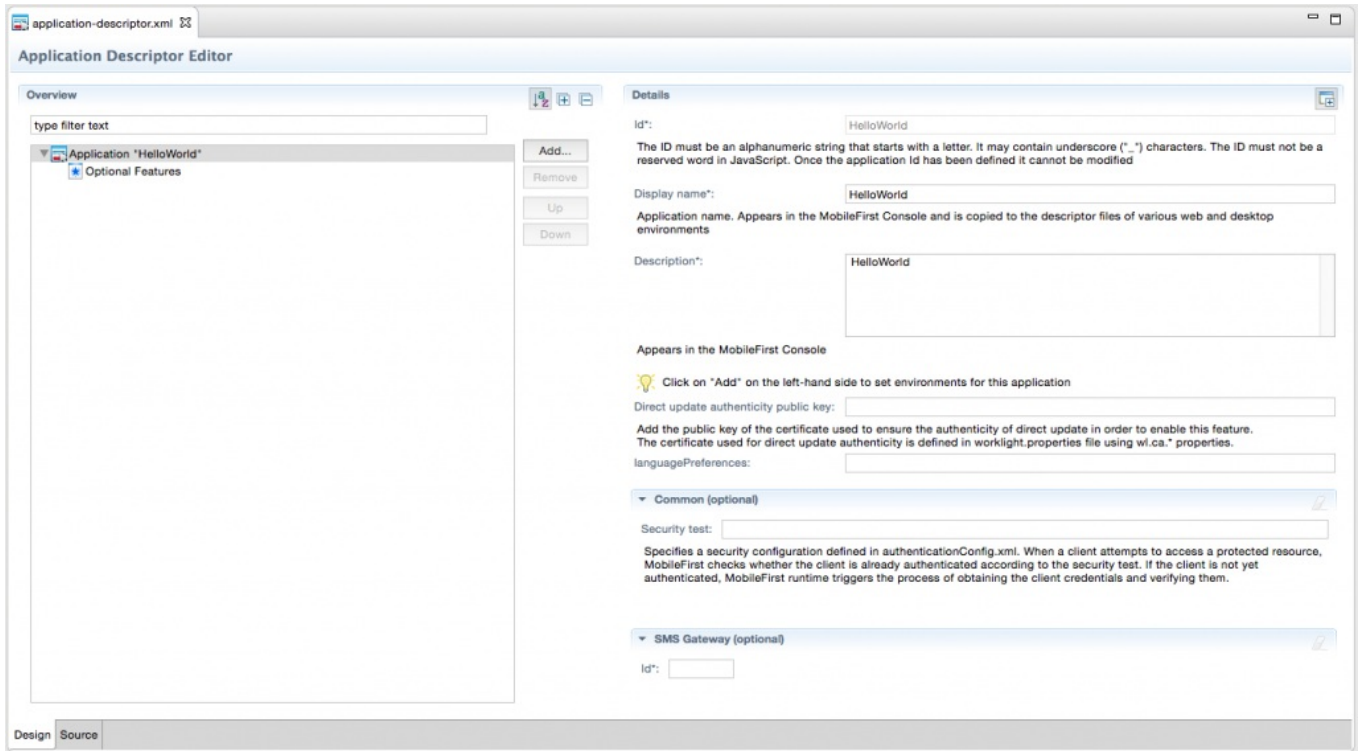 application-descriptor.xml
Application Descriptor Editor
Overview
type filter text
Application "HelloWorld"
Optional Features
Add...
Remove
Up
Down
Details
Id*:
HelloWorld
The ID must be an alphanumeric string that starts with a letter. It may contain underscore ("_") characters. The ID must not be a
reserved word in JavaScript. Once the application Id has been defined it cannot be modified
Display name*:
HelloWorld
Application name. Appears in the MobileFirst Console and is copied to the descriptor files of various web and desktop
environments
Description*:
HelloWorld
Appears in the MobileFirst Console
Click on "Add" on the left-hand side to set environments for this application
Direct update authenticity public key:
Add the public key of the certificate used to ensure the authenticity of direct update in order to enable this feature.
The certificate used for direct update authenticity is defined in worklight.properties file using wl.ca.* properties.
languagePreferences:
Common (optional)
Security test:
Specifies a security configuration defined in authenticationConfig.xml. When a client attempts to access a protected resource,
MobileFirst checks whether the client is already authenticated according to the security test. If the client is not yet
authenticated, MobileFirst runtime triggers the process of obtaining the client credentials and verifying them.
SMS Gateway (optional)
Id*:
Design
Source